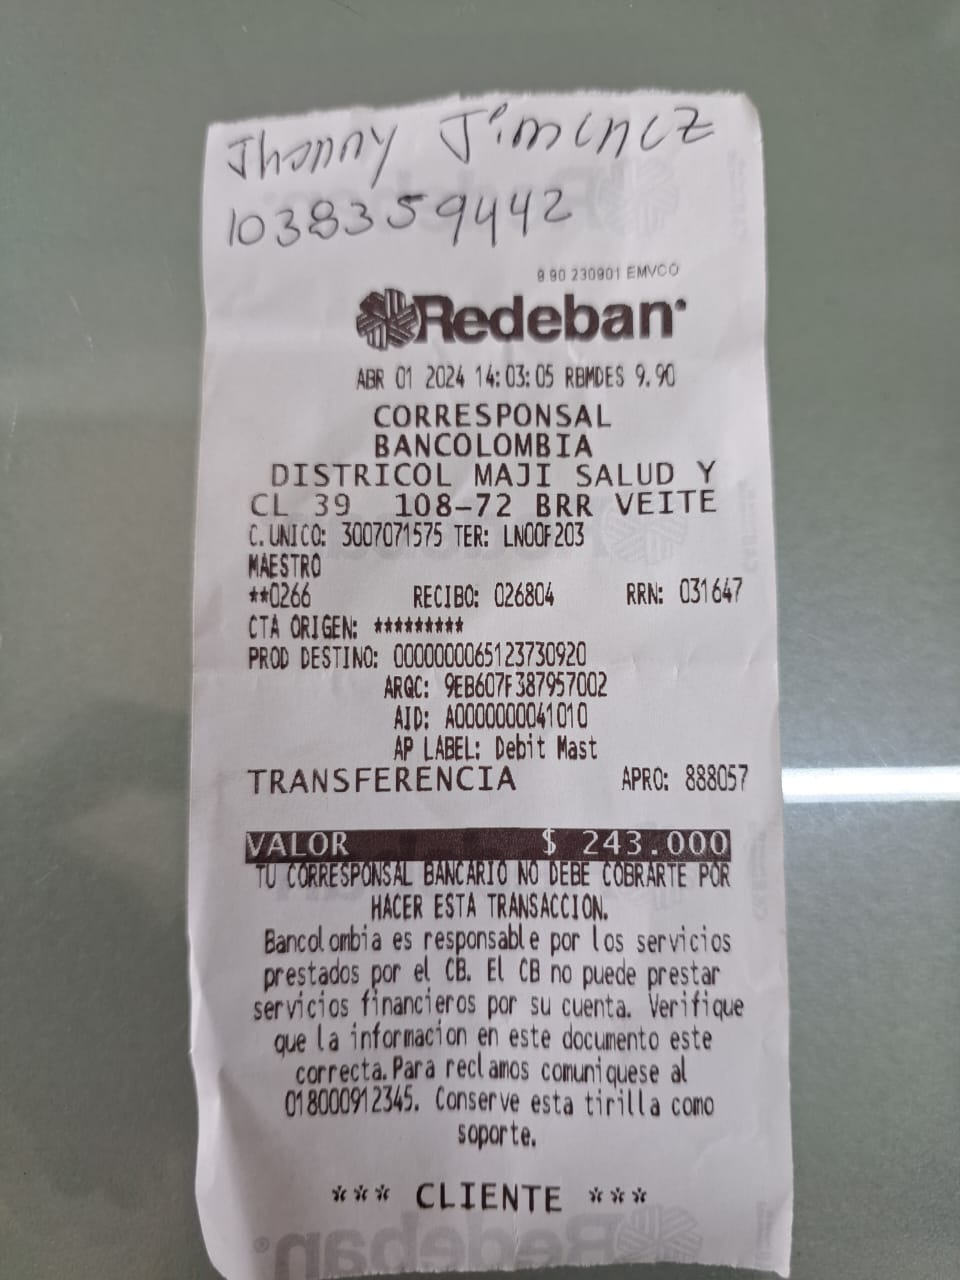 Jhonny Jimenez
1038359442
9.90 230901 EMVCO
Redeban
ABR 01 2024 14:03:05 RBMDES 9.90
CORRESPONSAL
BANCOLOMBIA
DISTRICOL MAJI SALUD Y
CL 39 108-72 BRR VEITE
C.UNICO: 3007071575 TER: LN00F203
MAESTRO
**0266 RECIBO: 026804 RRN: 031647
CTA ORIGEN: *********
PROD DESTINO: 0000000065123730920
ARQC: 9EB607F387957002
AID: A0000000041010
AP LABEL: Debit Mast
TRANSFERENCIA APRO: 888057
VALOR $ 243.000
TU CORRESPONSAL BANCARIO NO DEBE COBRARTE POR
HACER ESTA TRANSACCION.
Bancolombia es responsable por los servicios
prestados por el CB. El CB no puede prestar
servicios financieros por su cuenta. Verifique
que la informacion en este documento este
correcta.Para reclamos comuniquese al
018000912345. Conserve esta tirilla como
soporte.
*** CLIENTE ***